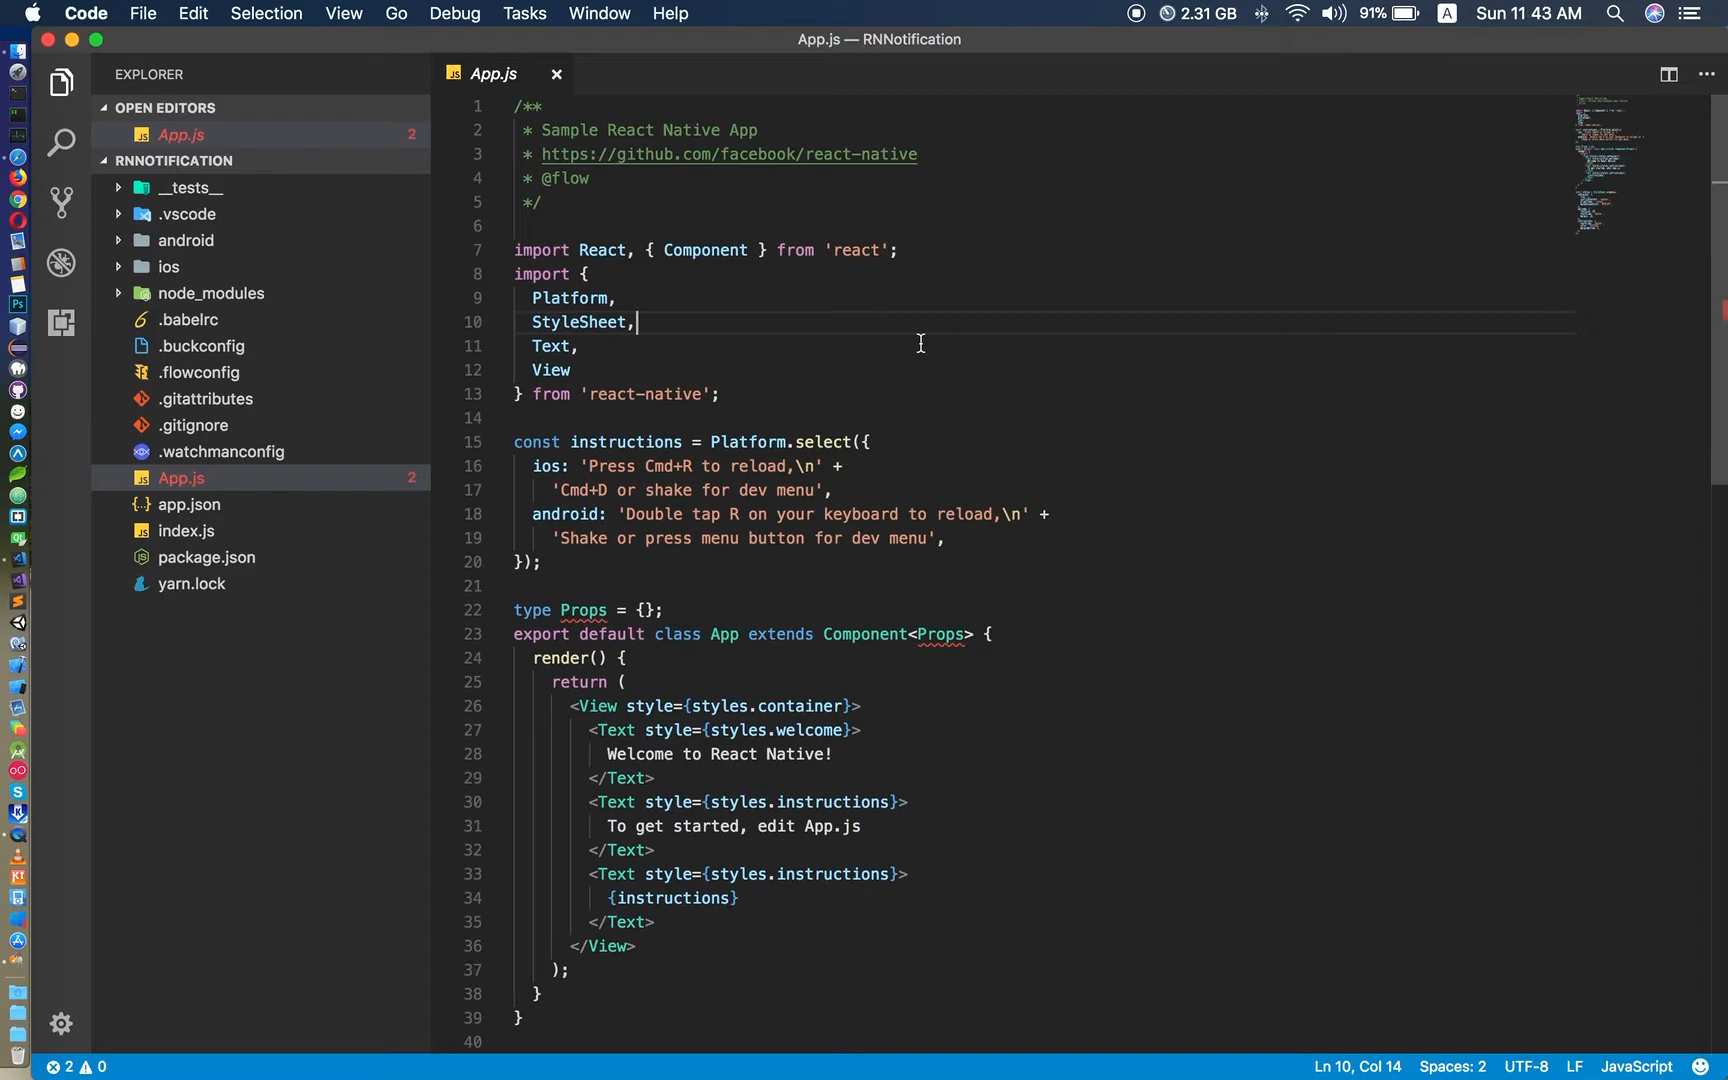 Code File Edit Selection View Go Debug Tasks Window Help 2.31 GB 91% A Sun 11 43 AM
App.js — RNNotification
EXPLORER
OPEN EDITORS
App.js 2
RNNOTIFICATION
__tests__
.vscode
android
ios
node_modules
.babelrc
.buckconfig
.flowconfig
.gitattributes
.gitignore
.watchmanconfig
App.js 2
app.json
index.js
package.json
yarn.lock
JS App.js
1 /**
2 * Sample React Native App
3 * https://github.com/facebook/react-native
4 * @flow
5 */
6
7 import React, { Component } from 'react';
8 import {
9 Platform,
10 StyleSheet,
11 Text,
12 View
13 } from 'react-native';
14
15 const instructions = Platform.select({
16 ios: 'Press Cmd+R to reload,\n' +
17 'Cmd+D or shake for dev menu',
18 android: 'Double tap R on your keyboard to reload,\n' +
19 'Shake or press menu button for dev menu',
20 });
21
22 type Props = {};
23 export default class App extends Component<Props> {
24 render() {
25 return (
26 <View style={styles.container}>
27 <Text style={styles.welcome}>
28 Welcome to React Native!
29 </Text>
30 <Text style={styles.instructions}>
31 To get started, edit App.js
32 </Text>
33 <Text style={styles.instructions}>
34 {instructions}
35 </Text>
36 </View>
37 );
38 }
39 }
40
2 0 Ln 10, Col 14 Spaces: 2 UTF-8 LF JavaScript